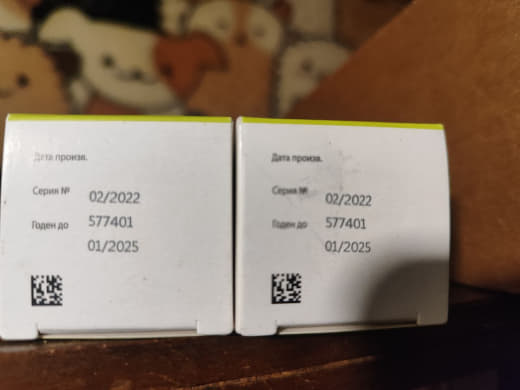 Дата произв.
Серия № 02/2022
Годен до 577401
01/2025
Дата произв.
Серия № 02/2022
Годен до 577401
01/2025